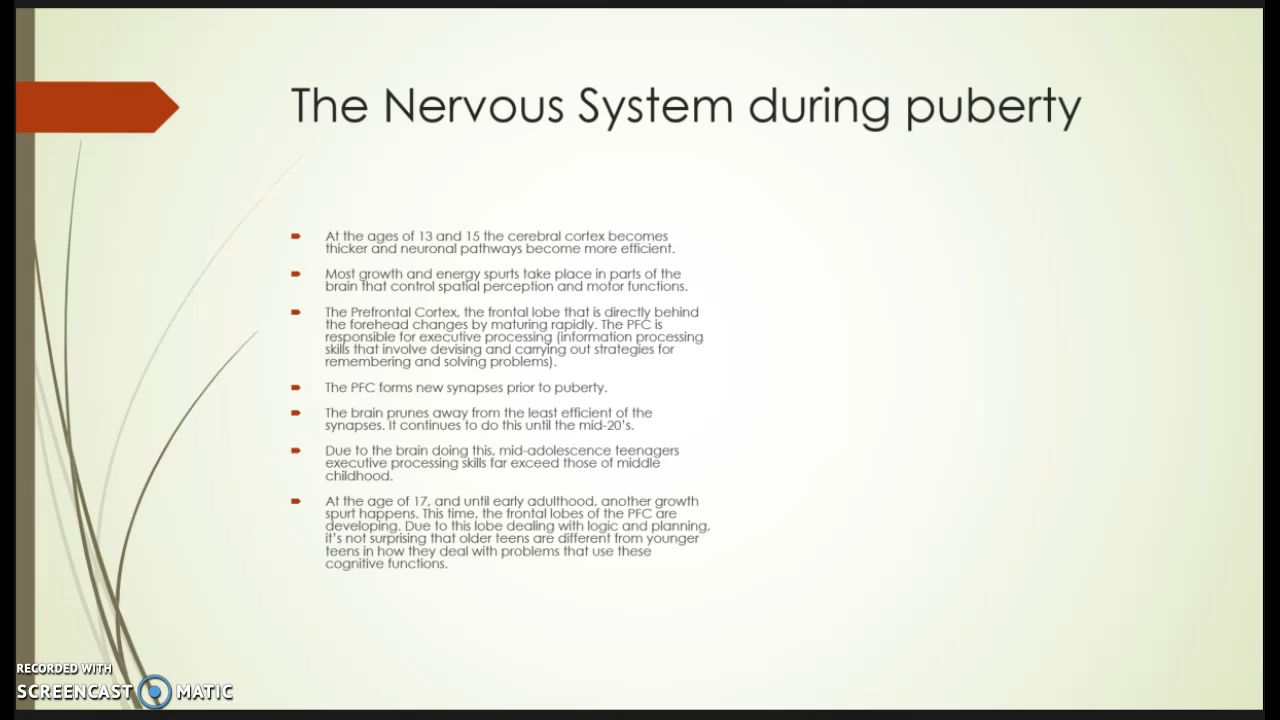 The Nervous System during puberty
At the ages of 13 and 15 the cerebral cortex becomes
thicker and neuronal pathways become more efficient.
Most growth and energy spurts take place in parts of the
brain that control spatial perception and motor functions.
The Prefrontal Cortex, the frontal lobe that is directly behind
the forehead changes by maturing rapidly. The PFC is
responsible for executive processing (information processing
skills that involve devising and carrying out strategies for
remembering and solving problems).
The PFC forms new synapses prior to puberty.
The brain prunes away from the least efficient of the
synapses. It continues to do this until the mid-20's.
Due to the brain doing this, mid-adolescence teenagers
executive processing skills far exceed those of middle
childhood.
At the age of 17, and until early adulthood, another growth
spurt happens. This time, the frontal lobes of the PFC are
developing. Due to this lobe dealing with logic and planning,
it's not surprising that older teens are different from younger
teens in how they deal with problems that use these
cognitive functions.
RECORDED WITH
SCREENCAST MATIC